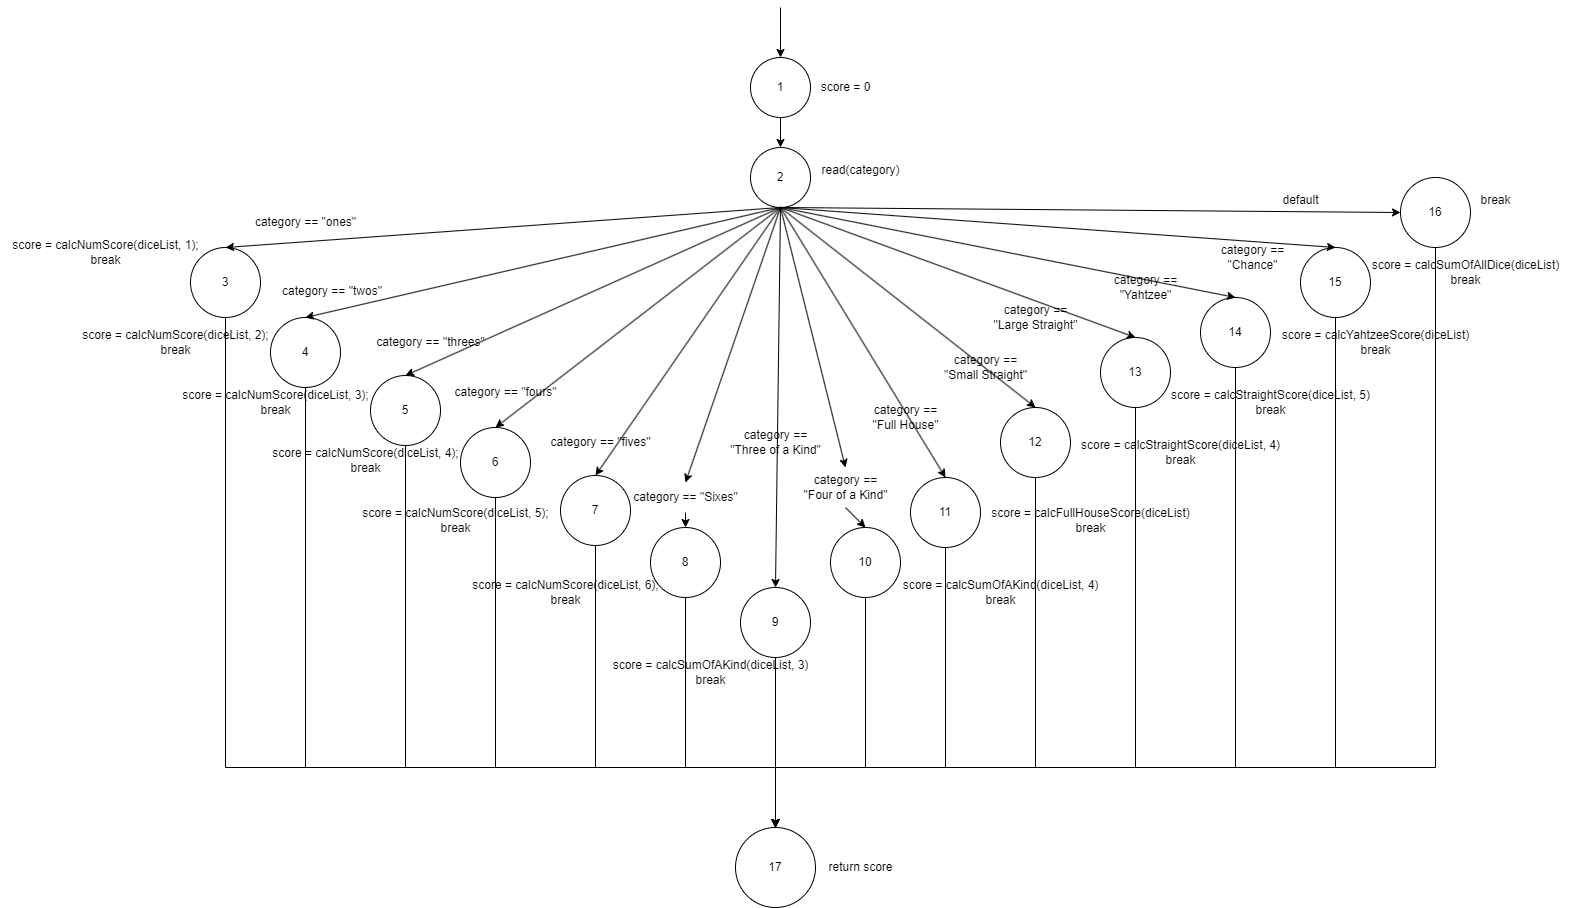 1
score = 0
2
read(category)
default
16
break
category == "ones"
score = calcNumScore(diceList, 1);
break
3
category ==
"Chance"
15
score = calcSumOfAllDice(diceList)
break
category == "twos"
category ==
"Yahtzee"
score = calcNumScore(diceList, 2);
break
4
category ==
"Large Straight"
14
score = calcYahtzeeScore(diceList)
break
category == "threes"
category ==
"Small Straight"
13
score = calcNumScore(diceList, 3);
break
5
category == "fours"
score = calcStraightScore(diceList, 5)
break
category ==
"Full House"
category == "fives"
category ==
"Three of a Kind"
12
score = calcStraightScore(diceList, 4)
break
score = calcNumScore(diceList, 4);
break
6
category ==
"Four of a Kind"
category == "Sixes"
score = calcNumScore(diceList, 5);
break
7
11
score = calcFullHouseScore(diceList)
break
8
10
score = calcNumScore(diceList, 6);
break
score = calcSumOfAKind(diceList, 4)
break
9
score = calcSumOfAKind(diceList, 3)
break
17
return score